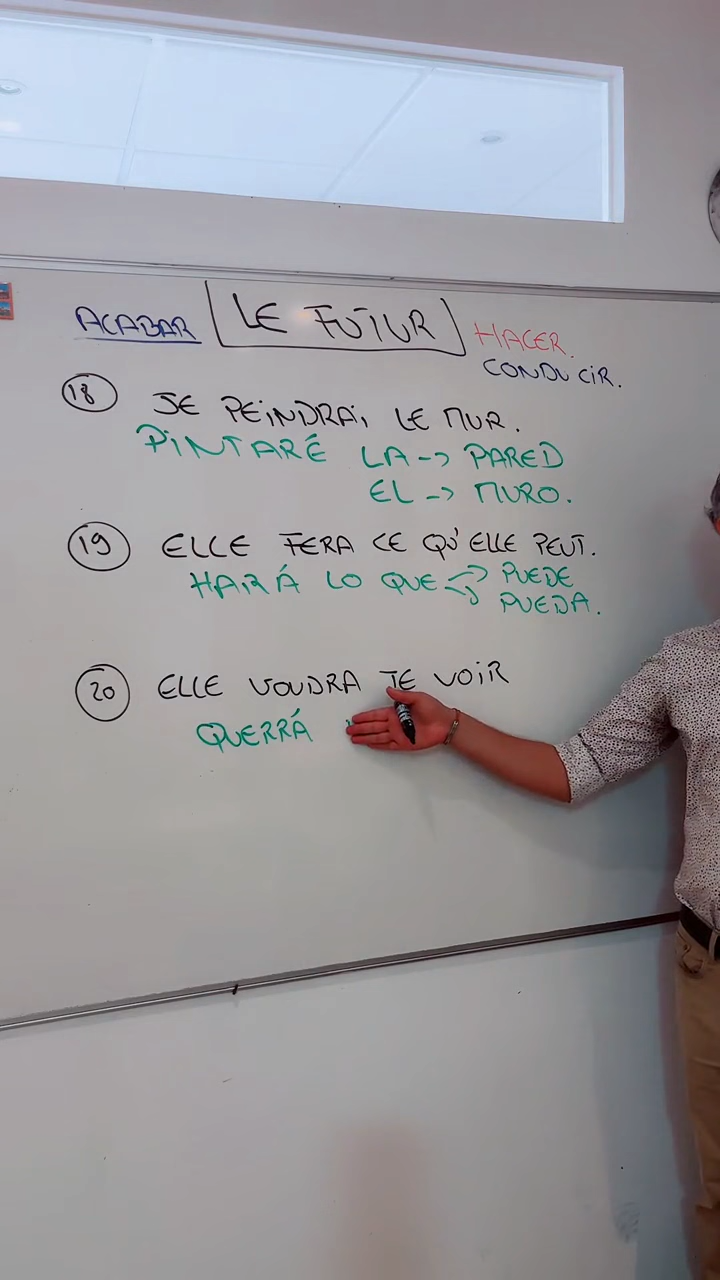 ACABAR LE FUTUR HACER.
CONDUCIR.
18 JE PEINDRAI LE MUR.
PINTARÉ LA -> PARED
EL -> MURO.
19 ELLE FERA CE QU'ELLE PEUT.
HARÁ LO QUE PUEDE
PUEDA.
20 ELLE VOUDRA TE VOIR
QUERRÁ